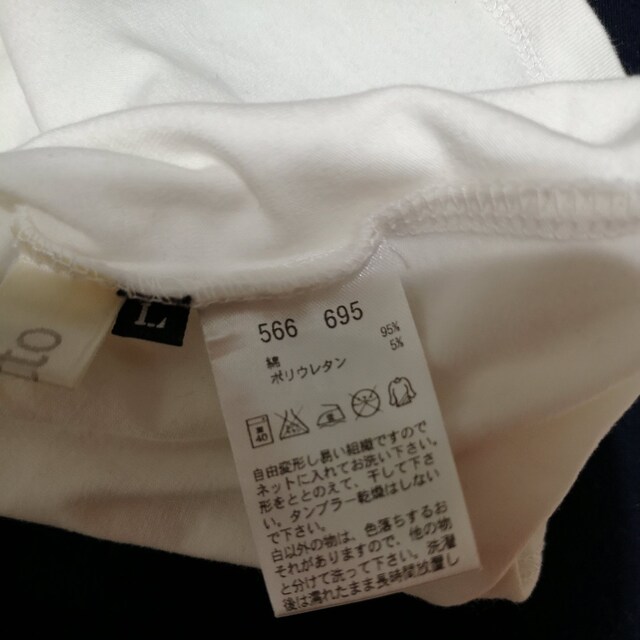 to
L
566 695
綿 95%
ポリウレタン 5%
40
自由変形し易い組織ですので
ネットに入れてお洗い下さい。
形をととのえて、干して下さ
い。タンブラー乾燥はしない
で下さい。
白以外の物は、色落ちするお
それがありますので、他の物
と分けて洗って下さい。洗濯
後は濡れたまま長時間放置し